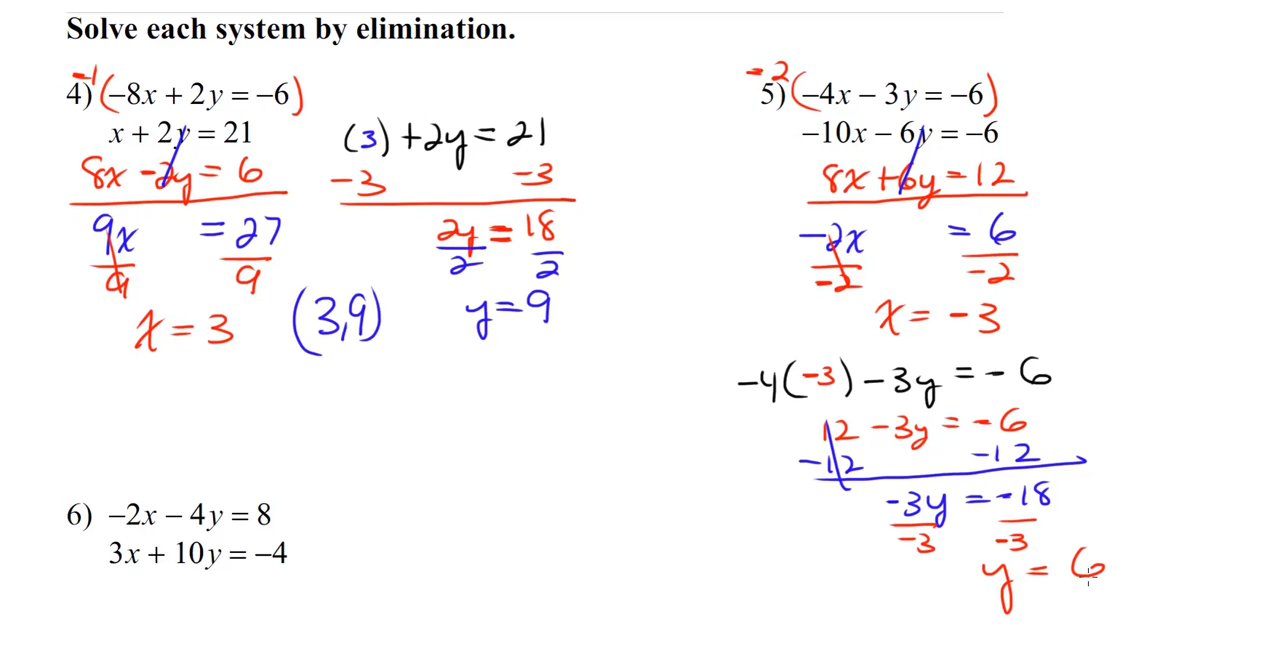 Solve each system by elimination.
-1
4) (-8x + 2y = -6)
x + 2y = 21
8x - 2y = 6
9x = 27
9 9
x = 3
(3,9)
(3) + 2y = 21
-3 -3
2y = 18
2 2
y = 9
-2
5) (-4x - 3y = -6)
-10x - 6y = -6
8x + 6y = 12
-2x = 6
-2 -2
x = -3
-4(-3) - 3y = -6
12 - 3y = -6
-12 -12
-3y = -18
-3 -3
y = 6
6) -2x - 4y = 8
3x + 10y = -4